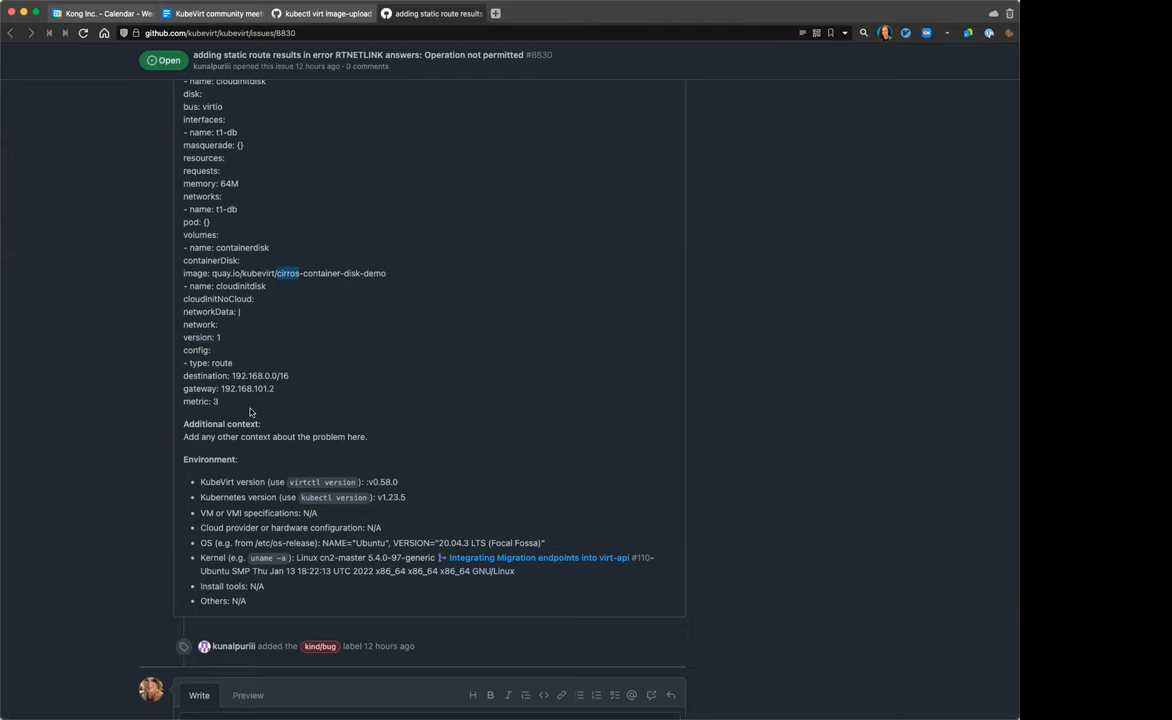 Kong Inc. - Calendar - We
KubeVirt community meet
kubectl virt image-upload
adding static route results
github.com/kubevirt/kubevirt/issues/8830
Open
adding static route results in error RTNETLINK answers: Operation not permitted #8830
kunalpuriii opened this issue 12 hours ago · 0 comments
- name: cloudinitdisk
disk:
bus: virtio
interfaces:
- name: t1-db
masquerade: {}
resources:
requests:
memory: 64M
networks:
- name: t1-db
pod: {}
volumes:
- name: containerdisk
containerDisk:
image: quay.io/kubevirt/cirros-container-disk-demo
- name: cloudinitdisk
cloudInitNoCloud:
networkData: |
network:
version: 1
config:
- type: route
destination: 192.168.0.0/16
gateway: 192.168.101.2
metric: 3
Additional context:
Add any other context about the problem here.
Environment:
• KubeVirt version (use virtctl version): :v0.58.0
• Kubernetes version (use kubectl version): v1.23.5
• VM or VMI specifications: N/A
• Cloud provider or hardware configuration: N/A
• OS (e.g. from /etc/os-release): NAME="Ubuntu", VERSION="20.04.3 LTS (Focal Fossa)"
• Kernel (e.g. uname -a): Linux cn2-master 5.4.0-97-generic Integrating Migration endpoints into virt-api #110-
Ubuntu SMP Thu Jan 13 18:22:13 UTC 2022 x86_64 x86_64 x86_64 GNU/Linux
• Install tools: N/A
• Others: N/A
kunalpuriii added the kind/bug label 12 hours ago
Write
Preview